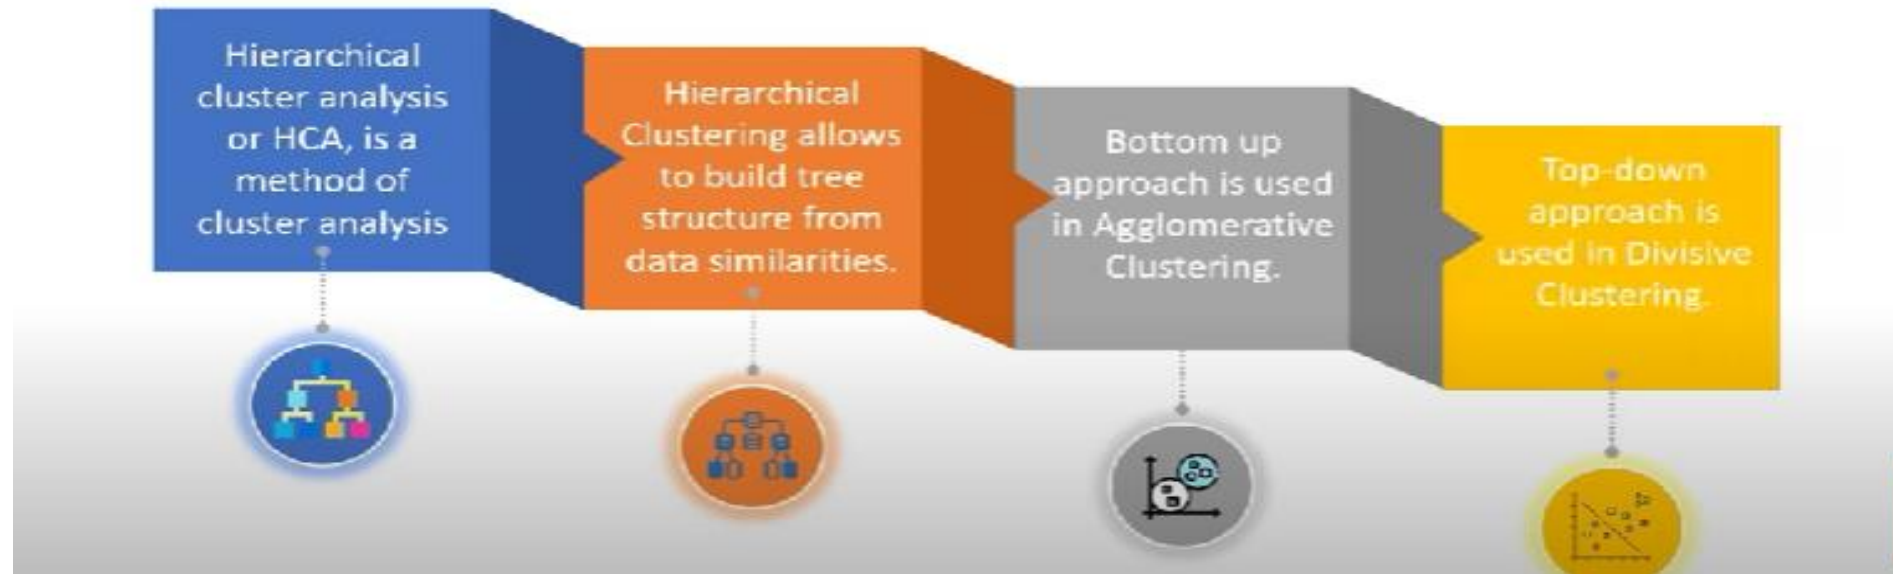 Hierarchical
cluster analysis
or HCA, is a
method of
cluster analysis
Hierarchical
Clustering allows
to build tree
structure from
data similarities.
Bottom up
approach is used
in Agglomerative
Clustering.
Top-down
approach is
used in Divisive
Clustering.